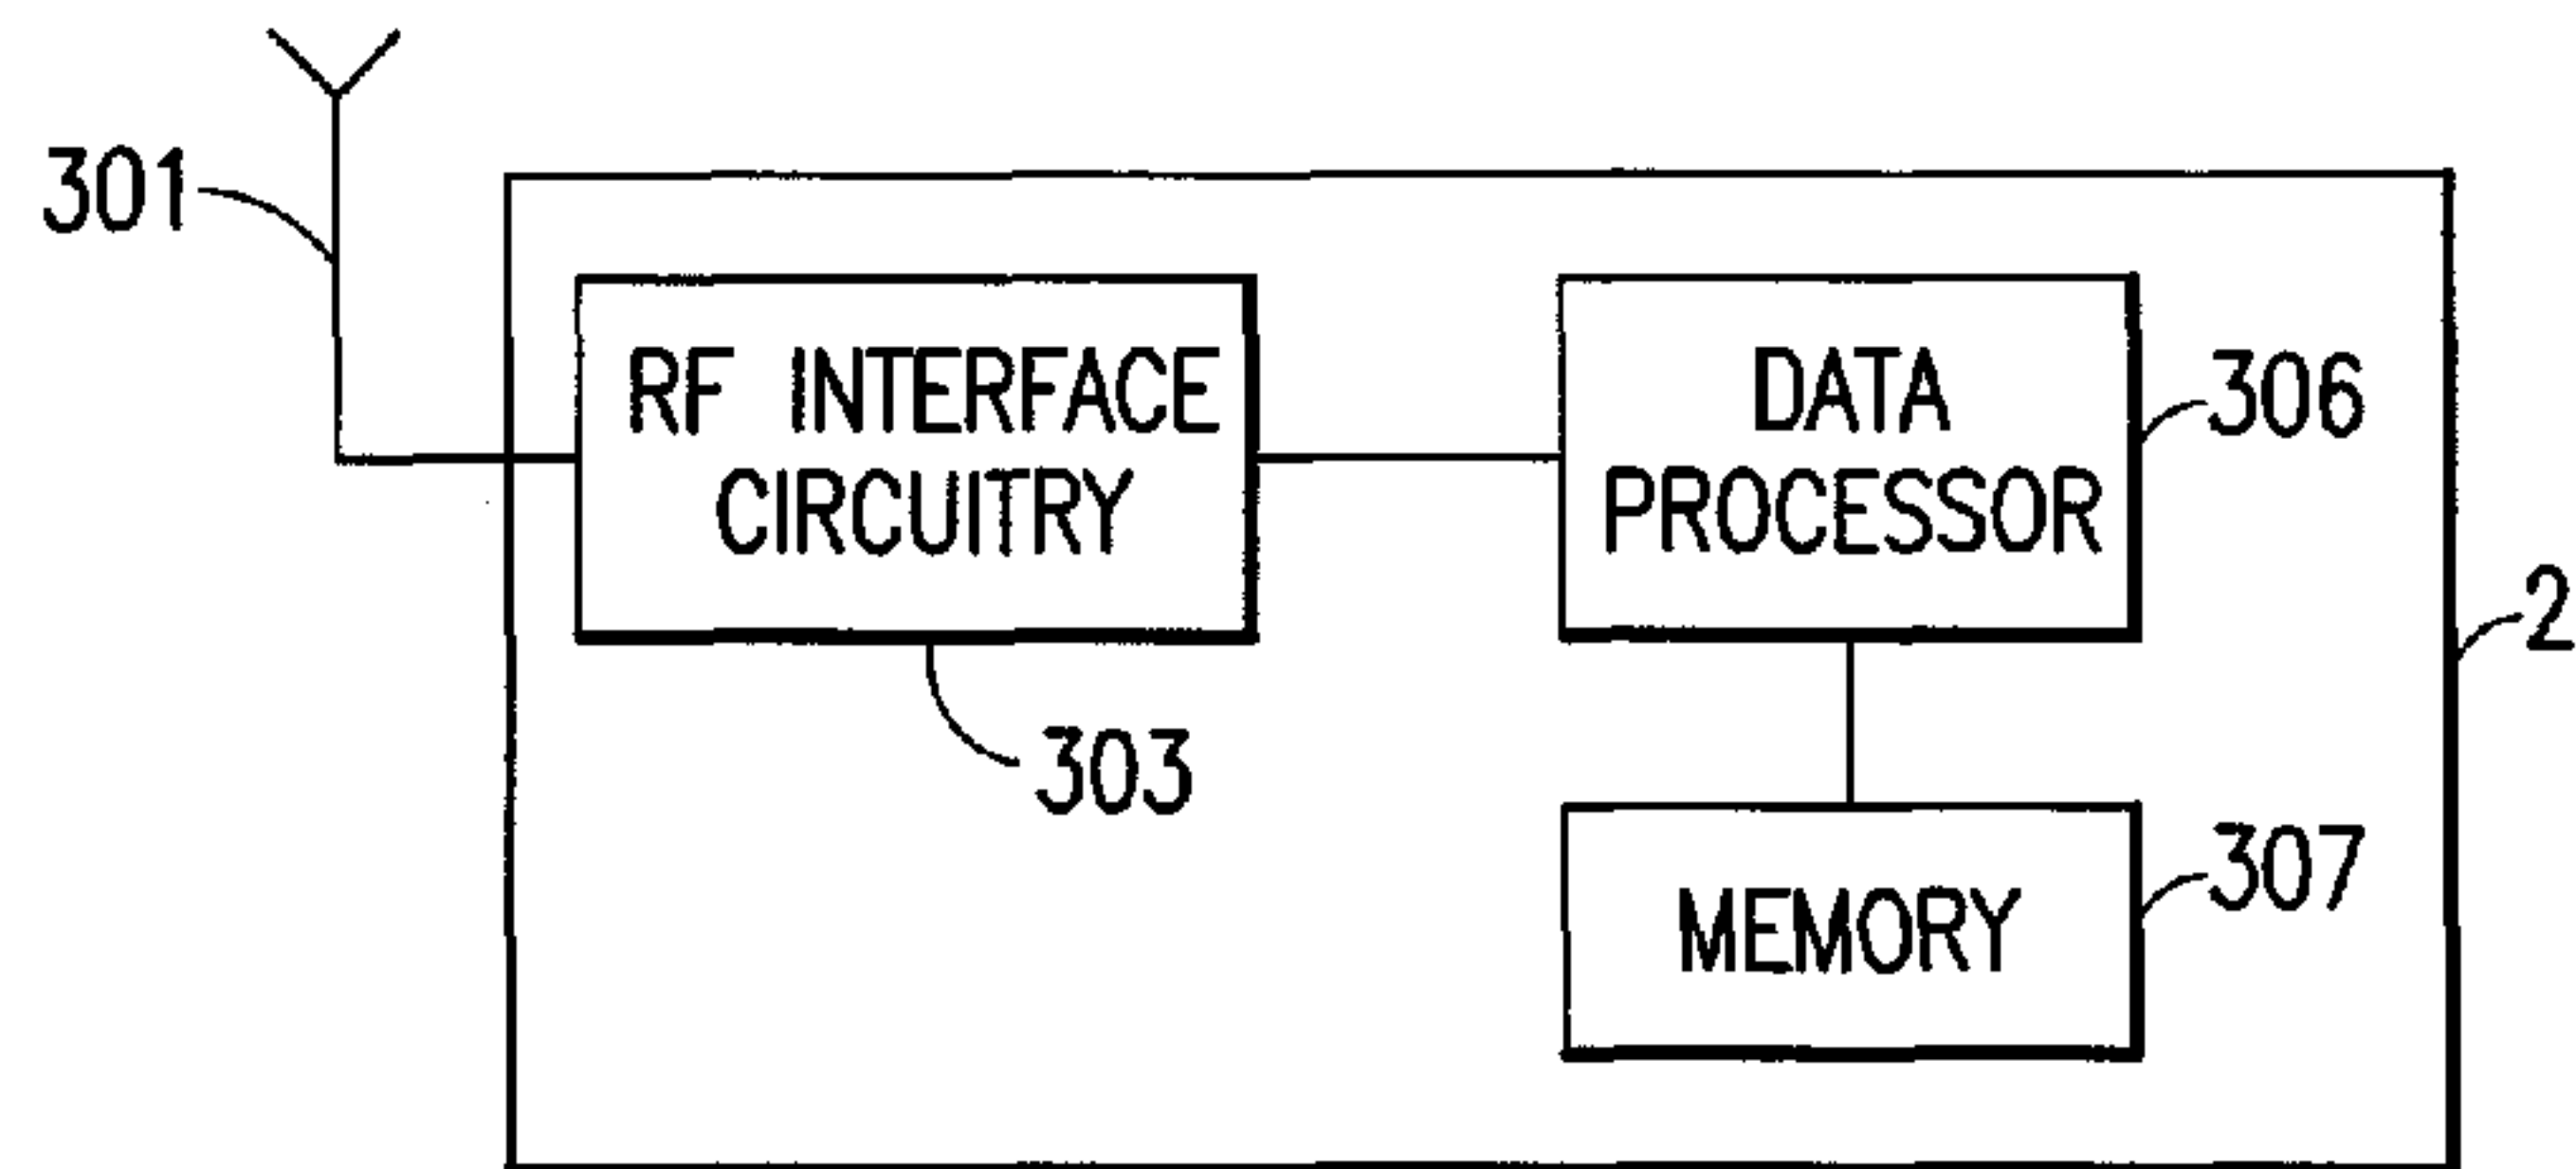 301
RF INTERFACE
CIRCUITRY
303
DATA
PROCESSOR
306
2
MEMORY
307